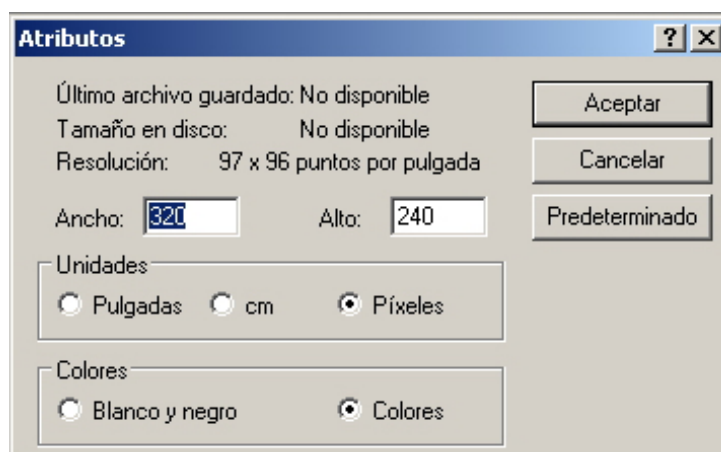 Atributos
Último archivo guardado: No disponible
Tamaño en disco: No disponible
Resolución: 97 x 96 puntos por pulgada
Ancho: 320 Alto: 240
Unidades
Pulgadas cm Píxeles
Colores
Blanco y negro Colores
Aceptar
Cancelar
Predeterminado